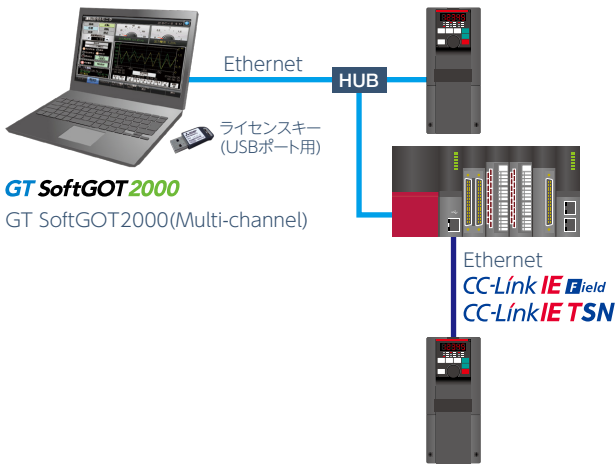 Ethernet
HUB
ライセンスキー
(USBポート用)
GT SoftGOT2000
GT SoftGOT2000(Multi-channel)
Ethernet
CC-Link IE Field
CC-Link IE TSN